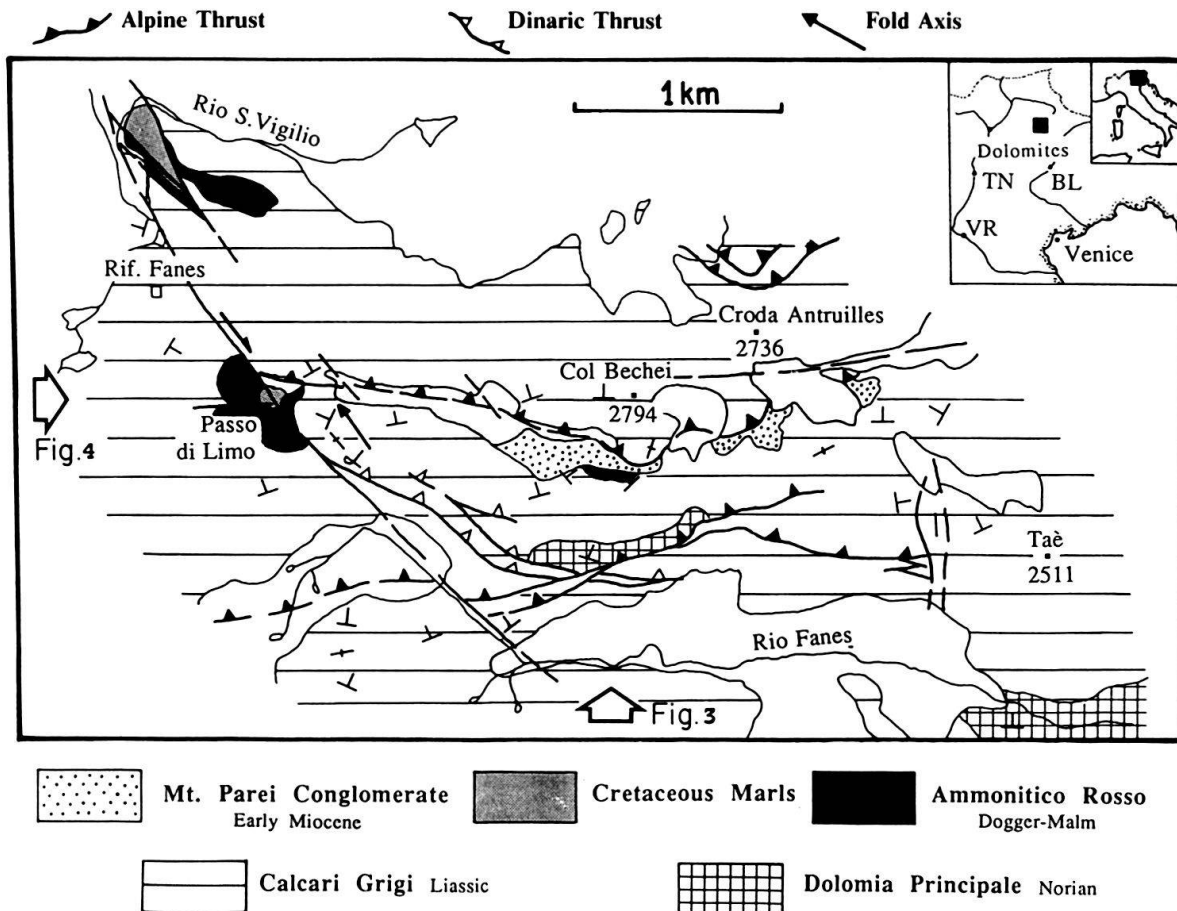 Alpine Thrust
Dinaric Thrust
Fold Axis
1km
Rio S.Vigilio
Dolomites
TN
BL
VR
Venice
Rif. Fanes
Croda Antruilles
2736
Col Bechei
2794
Fig.4
Passo
di Limo
Taè
2511
Rio Fanes
Fig.3
Mt. Parei Conglomerate
Early Miocene
Cretaceous Marls
Ammonitico Rosso
Dogger-Malm
Calcari Grigi Liassic
Dolomia Principale Norian